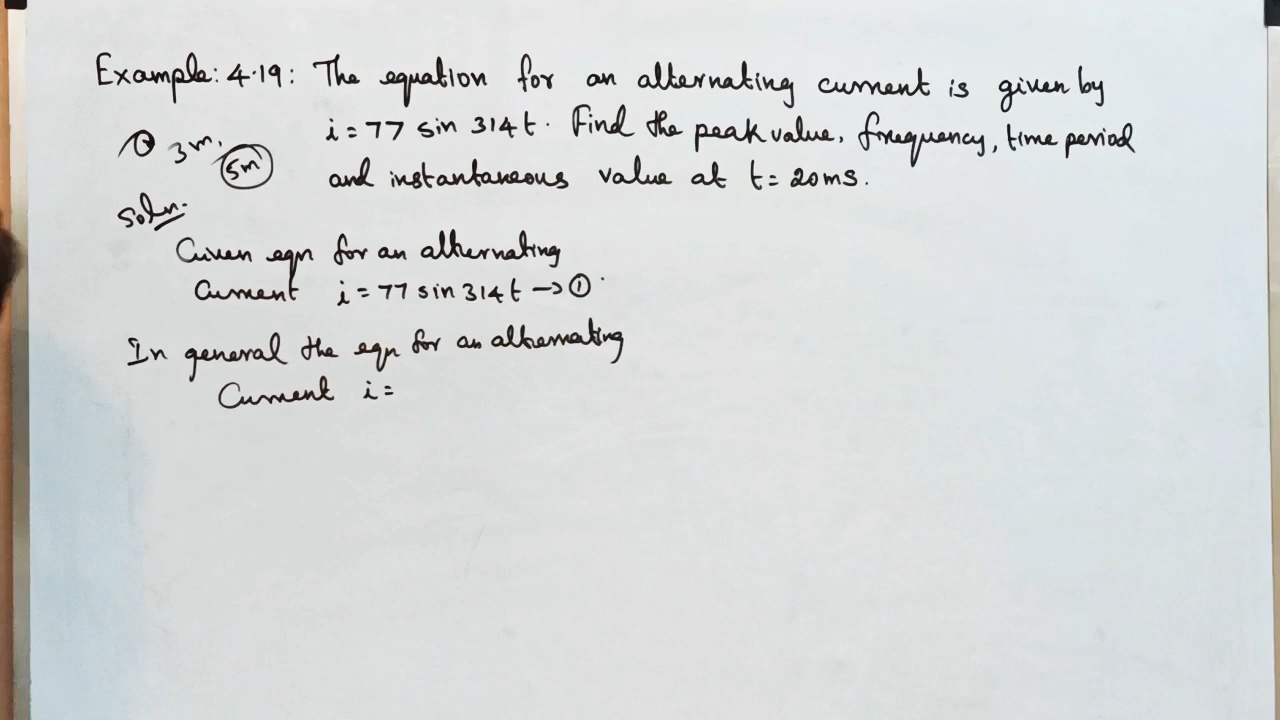 Example: 4.19: The equation for an alternating current is given by
i = 77 sin 314t. Find the peak value, frequency, time period
3m.
5m
and instantaneous value at t = 20ms.
Soln.
Given eqn for an alternating
Current i = 77 sin 314t → ①
In general the eqn for an alternating
Current i =